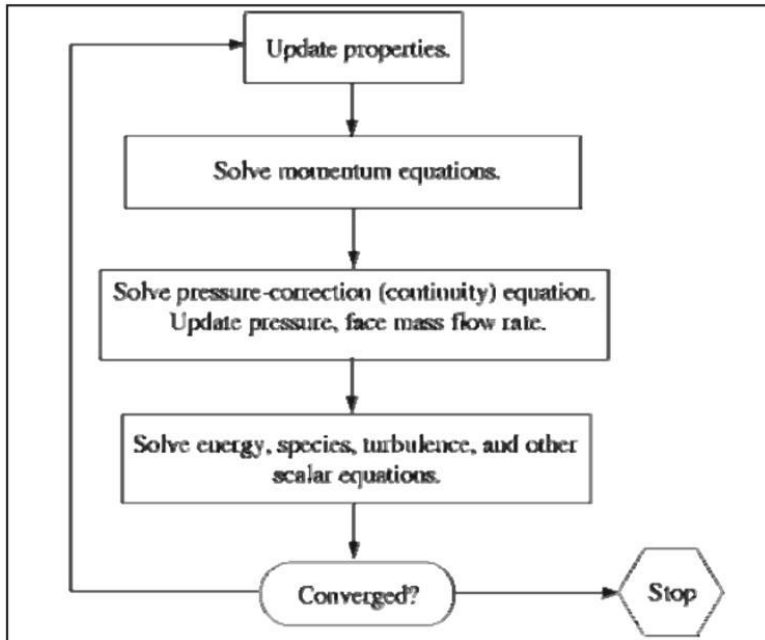 Update properties.
Solve momentum equations.
Solve pressure-correction (continuity) equation.
Update pressure, face mass flow rate.
Solve energy, species, turbulence, and other
scalar equations.
Converged?
Stop